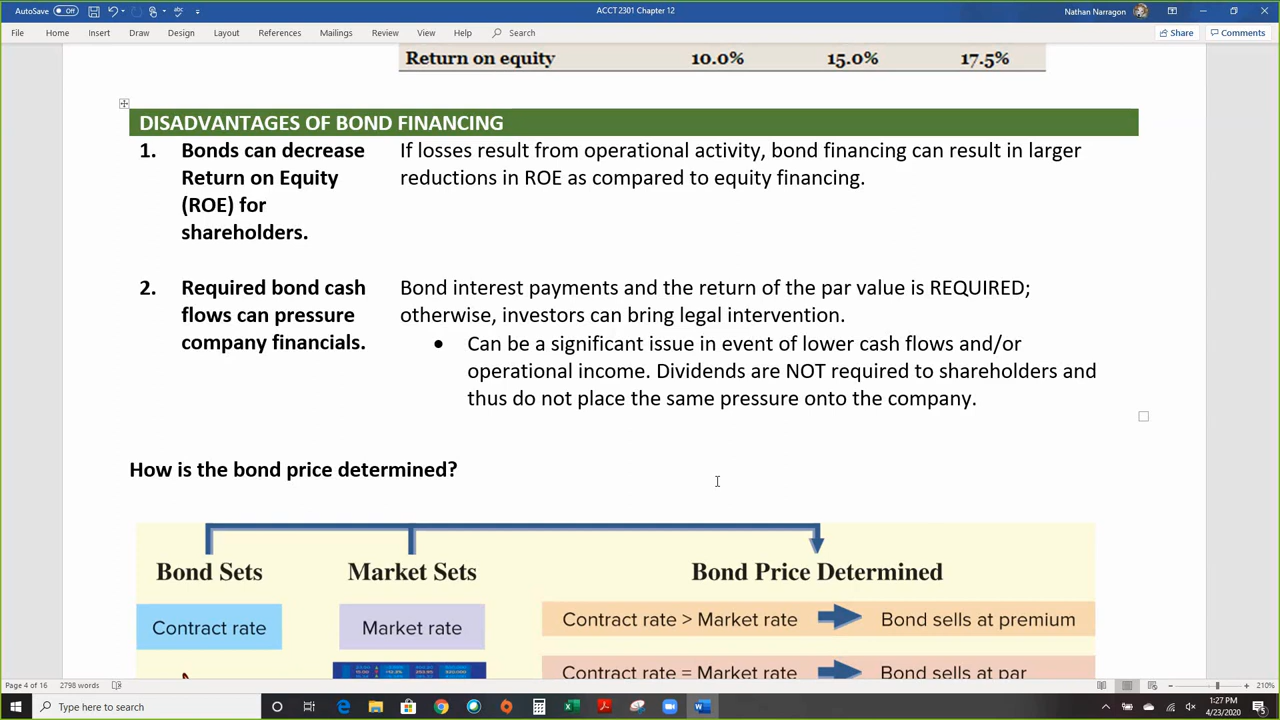 AutoSave Off
ACCT 2301 Chapter 12
Nathan Narragon
File Home Insert Draw Design Layout References Mailings Review View Help Search Share Comments
Return on equity 10.0% 15.0% 17.5%
DISADVANTAGES OF BOND FINANCING
1. Bonds can decrease If losses result from operational activity, bond financing can result in larger
Return on Equity reductions in ROE as compared to equity financing.
(ROE) for
shareholders.
2. Required bond cash Bond interest payments and the return of the par value is REQUIRED;
flows can pressure otherwise, investors can bring legal intervention.
company financials. • Can be a significant issue in event of lower cash flows and/or
operational income. Dividends are NOT required to shareholders and
thus do not place the same pressure onto the company.
How is the bond price determined?
Bond Sets Market Sets Bond Price Determined
Contract rate Market rate Contract rate > Market rate Bond sells at premium
Contract rate = Market rate Bond sells at par
Page 4 of 16 2798 words 210%
Type here to search
1:27 PM
4/23/2020